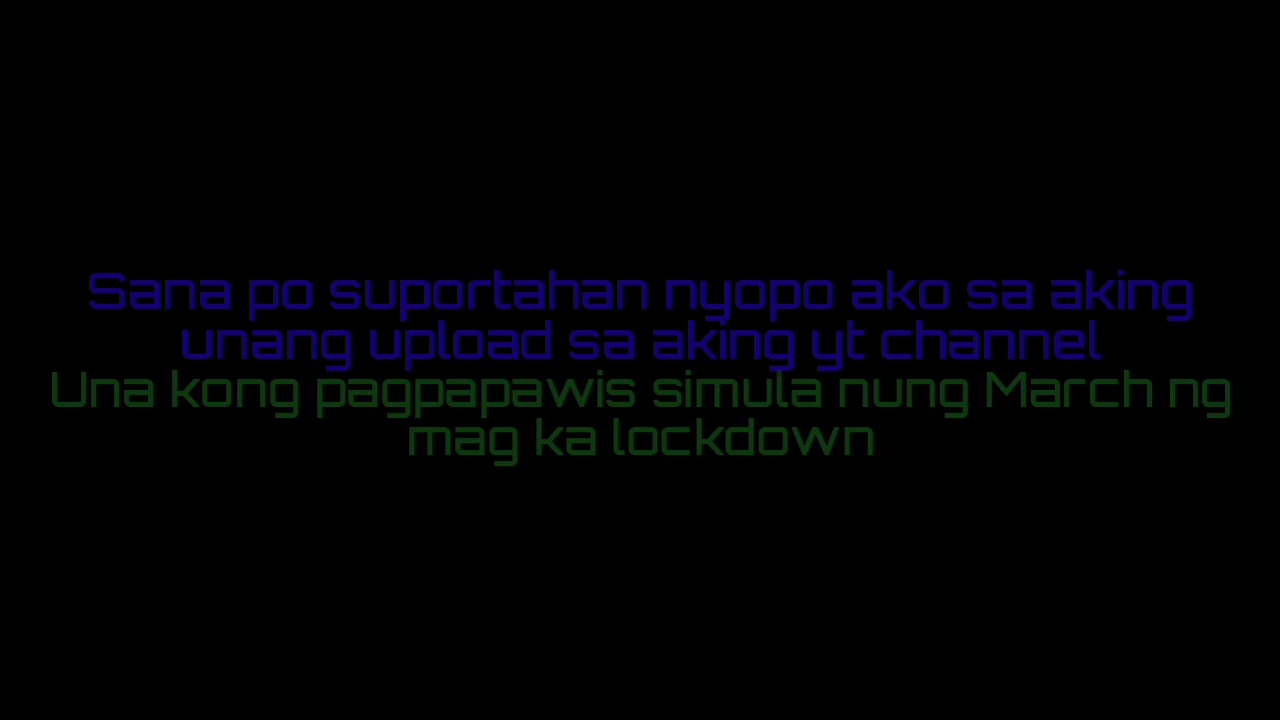 Sana po suportahan nyopo ako sa aking
unang upload sa aking yt channel
Una kong pagpapawis simula nung March ng
mag ka lockdown